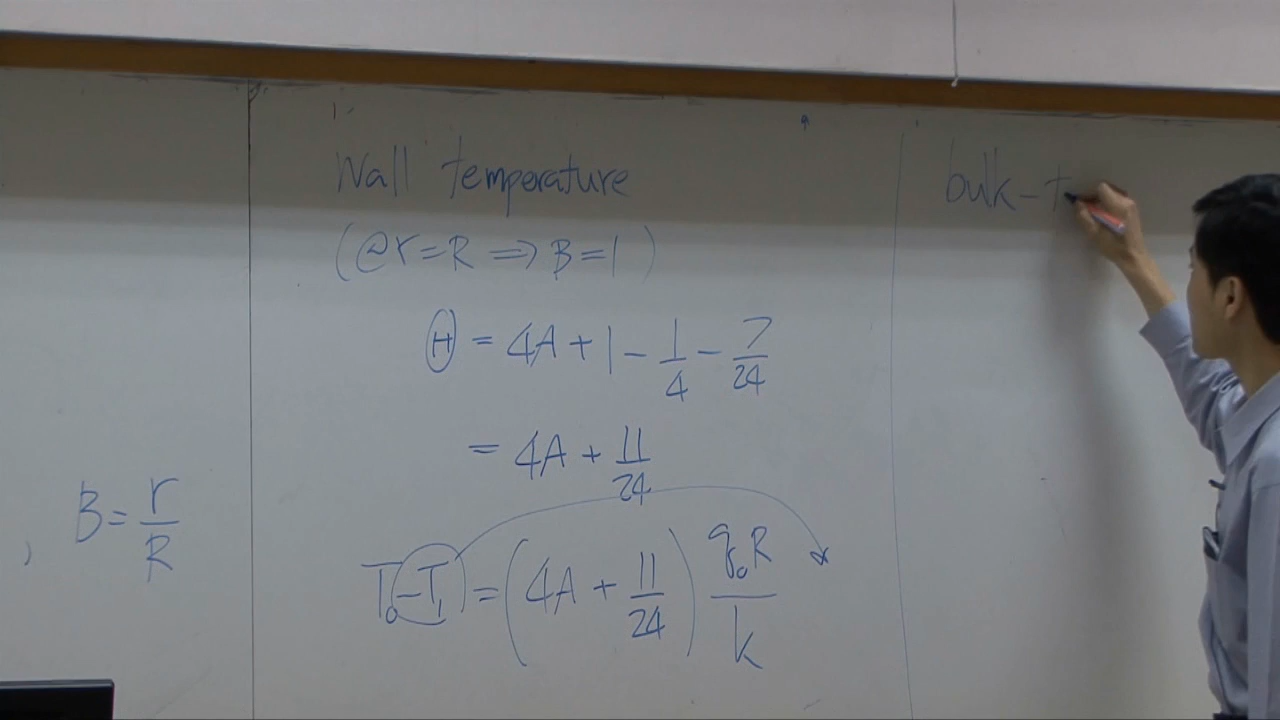 , B = r/R
Wall temperature
(@ r = R ⇒ B = 1)
Ⓗ = 4A + 1 - 1/4 - 7/24
= 4A + 11/24
T₀ - T₁ = (4A + 11/24) q₀R/k
bulk - t